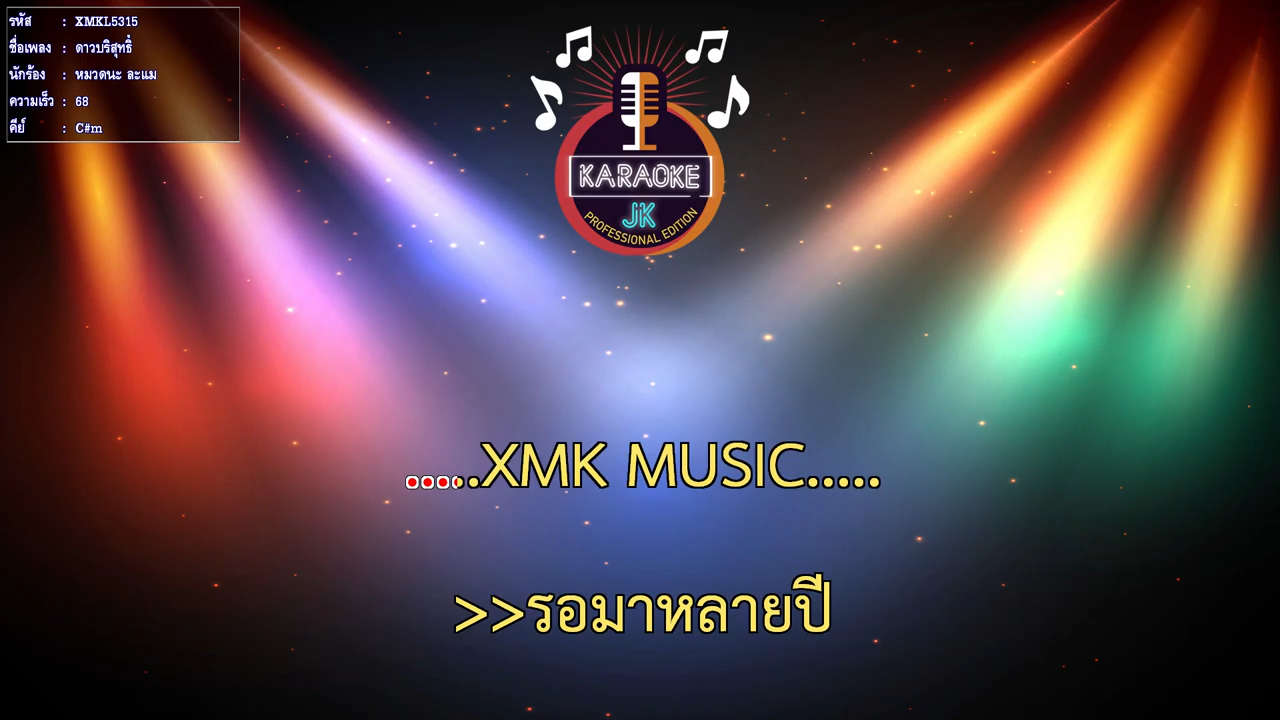 รหัส : XMKL5315
ชื่อเพลง : ดาวบริสุทธิ์
นักร้อง : หมวดนะ ละแม
ความเร็ว : 68
คีย์ : C#m
KARAOKE
JK
PROFESSIONAL EDITION
.....XMK MUSIC.....
>>รอมาหลายปี